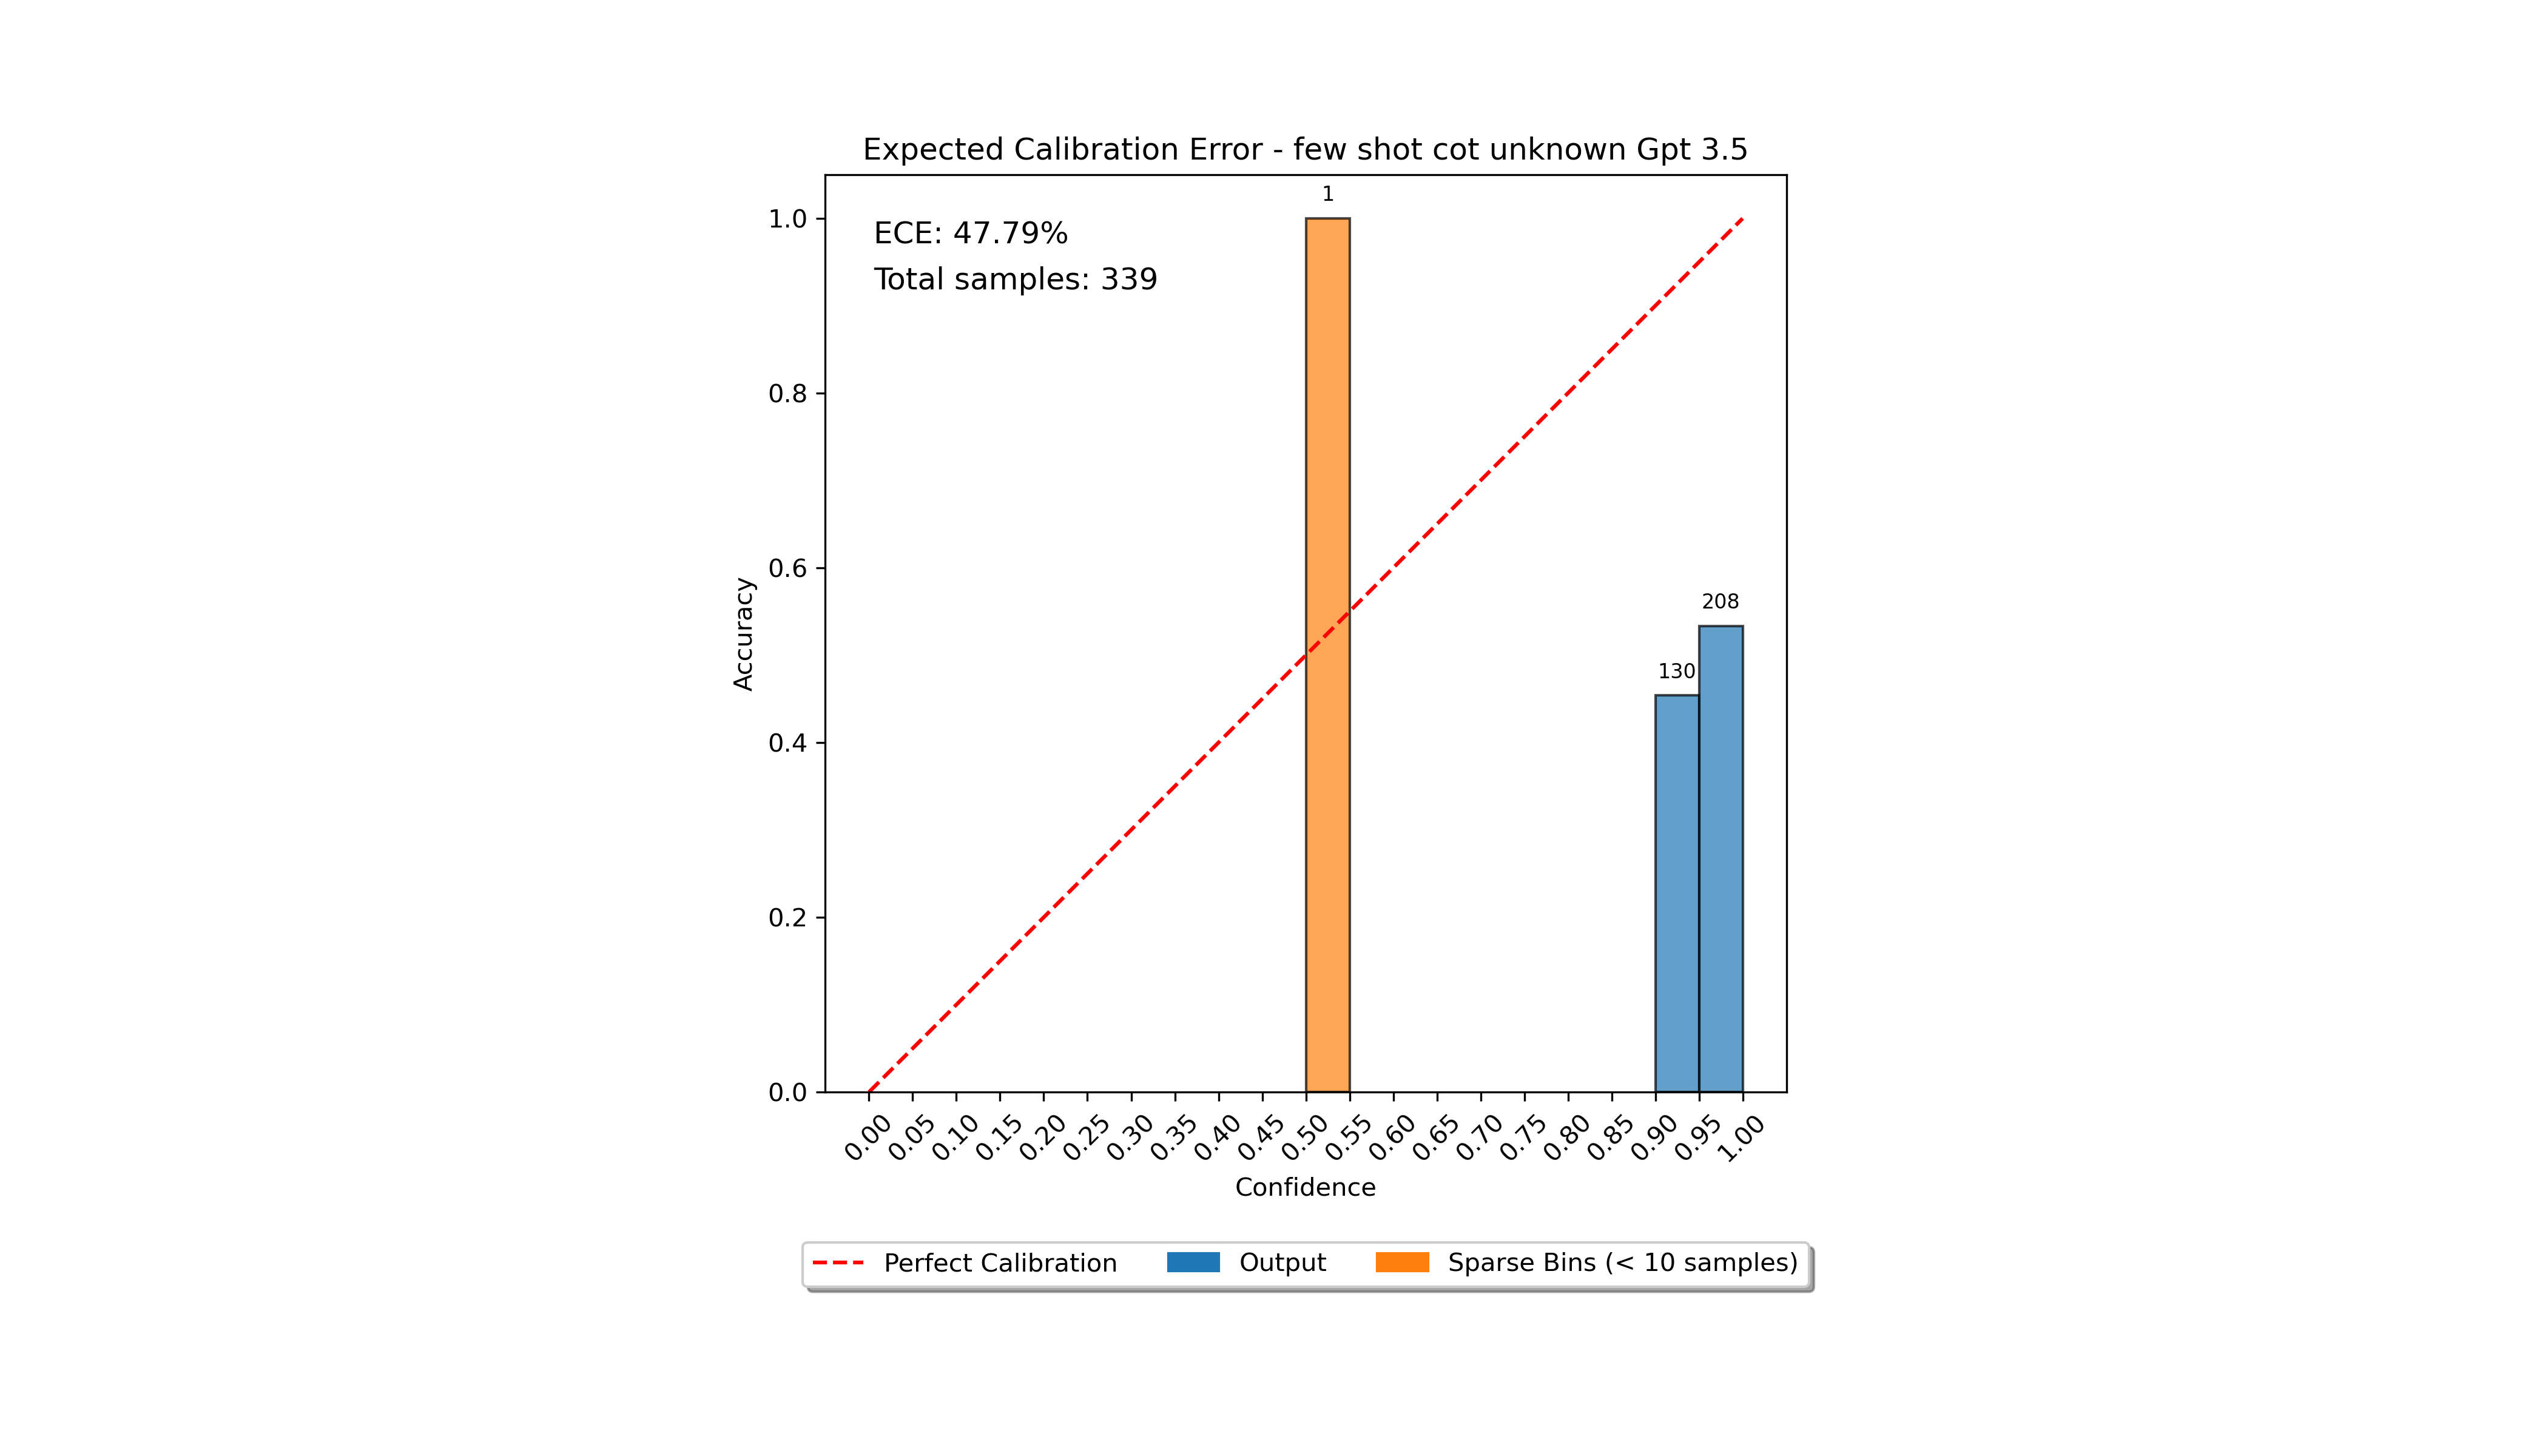 Expected Calibration Error - few shot cot unknown Gpt 3.5
ECE: 47.79%
Total samples: 339
1
130
208
Accuracy
1.0
0.8
0.6
0.4
0.2
0.0
0.00 0.05 0.10 0.15 0.20 0.25 0.30 0.35 0.40 0.45 0.50 0.55 0.60 0.65 0.70 0.75 0.80 0.85 0.90 0.95 1.00
Confidence
Perfect Calibration Output Sparse Bins (< 10 samples)